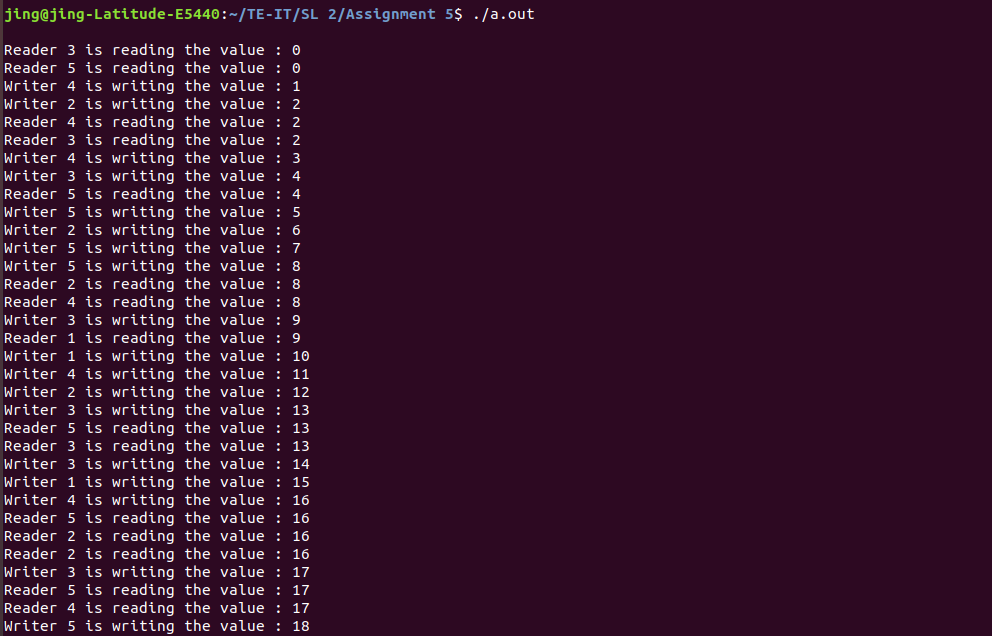 jing@jing-Latitude-E5440:~/TE-IT/SL 2/Assignment 5$ ./a.out
Reader 3 is reading the value : 0
Reader 5 is reading the value : 0
Writer 4 is writing the value : 1
Writer 2 is writing the value : 2
Reader 4 is reading the value : 2
Reader 3 is reading the value : 2
Writer 4 is writing the value : 3
Writer 3 is writing the value : 4
Reader 5 is reading the value : 4
Writer 5 is writing the value : 5
Writer 2 is writing the value : 6
Writer 5 is writing the value : 7
Writer 5 is writing the value : 8
Reader 2 is reading the value : 8
Reader 4 is reading the value : 8
Writer 3 is writing the value : 9
Reader 1 is reading the value : 9
Writer 1 is writing the value : 10
Writer 4 is writing the value : 11
Writer 2 is writing the value : 12
Writer 3 is writing the value : 13
Reader 5 is reading the value : 13
Reader 3 is reading the value : 13
Writer 3 is writing the value : 14
Writer 1 is writing the value : 15
Writer 4 is writing the value : 16
Reader 5 is reading the value : 16
Reader 2 is reading the value : 16
Reader 2 is reading the value : 16
Writer 3 is writing the value : 17
Reader 5 is reading the value : 17
Reader 4 is reading the value : 17
Writer 5 is writing the value : 18